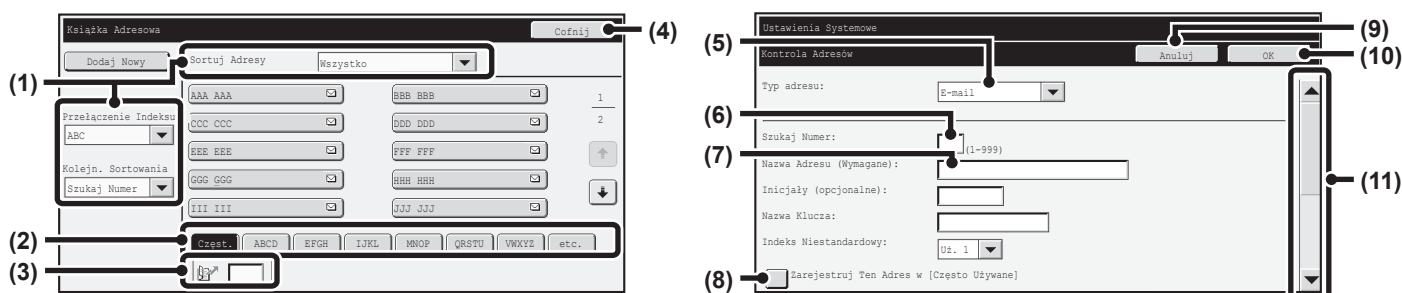 Książka Adresowa
Cofnij
(4)
Dodaj Nowy
Sortuj Adresy
Wszystko
(1)
AAA AAA
BBB BBB
1
Przełączenie Indeksu
ABC
CCC CCC
DDD DDD
2
EEE EEE
FFF FFF
Kolejn. Sortowania
Szukaj Numer
GGG GGG
HHH HHH
III III
JJJ JJJ
(2)
Częst.
ABCD
EFGH
IJKL
MNOP
QRSTU
VWXYZ
etc.
(3)
Ustawienia Systemowe
(9)
(5)
Kontrola Adresów
Anuluj
OK
(10)
Typ adresu:
E-mail
(6)
Szukaj Numer:
(1-999)
(7)
Nazwa Adresu (Wymagane):
(11)
Inicjały (opcjonalne):
Nazwa Klucza:
Indeks Niestandardowy:
Uż. 1
(8)
Zarejestruj Ten Adres w [Często Używane]